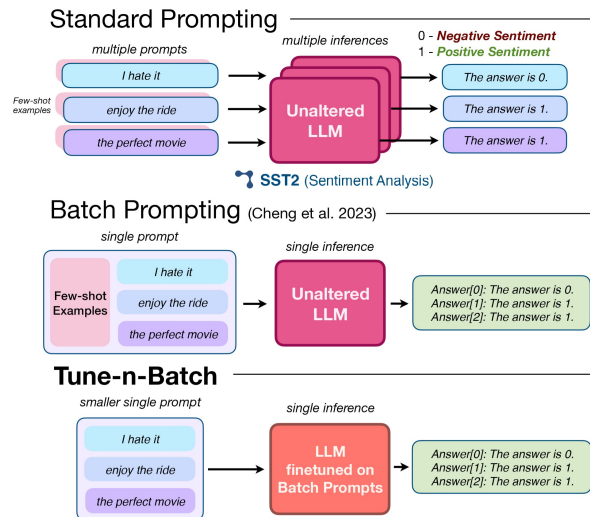 Standard Prompting
0 - Negative Sentiment
1 - Positive Sentiment
multiple prompts
multiple inferences
Few-shot
examples
I hate it
enjoy the ride
the perfect movie
Unaltered
LLM
The answer is 0.
The answer is 1.
The answer is 1.
SST2 (Sentiment Analysis)
Batch Prompting (Cheng et al. 2023)
single prompt
single inference
Few-shot
Examples
I hate it
enjoy the ride
the perfect movie
Unaltered
LLM
Answer[0]: The answer is 0.
Answer[1]: The answer is 1.
Answer[2]: The answer is 1.
Tune-n-Batch
smaller single prompt
single inference
I hate it
enjoy the ride
the perfect movie
LLM
finetuned on
Batch Prompts
Answer[0]: The answer is 0.
Answer[1]: The answer is 1.
Answer[2]: The answer is 1.